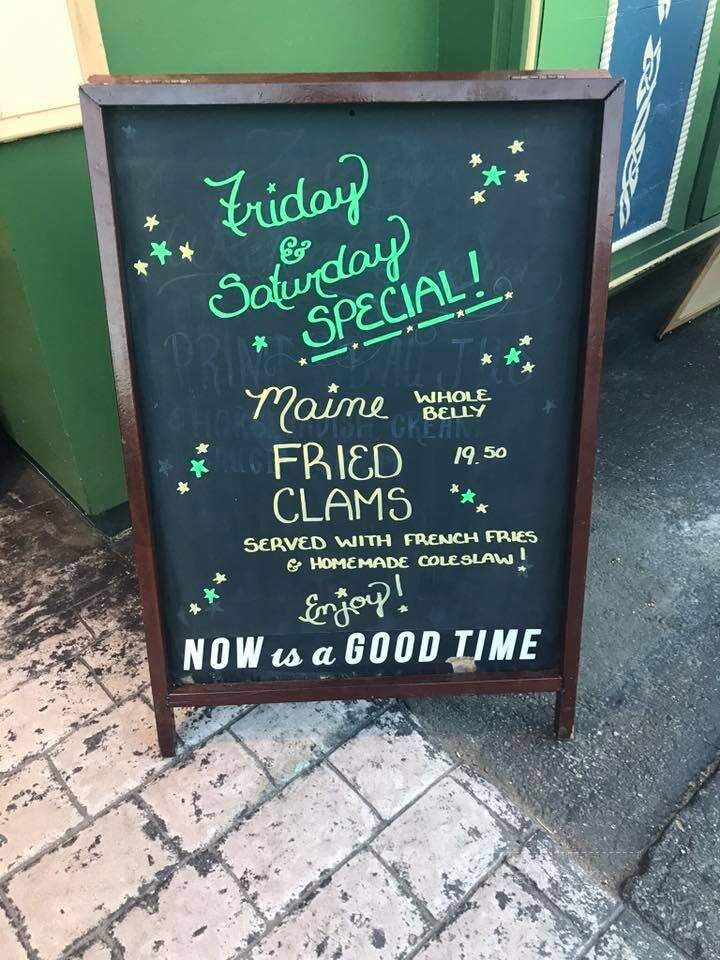 Friday
&
Saturday
SPECIAL!
Maine WHOLE BELLY
FRIED 19.50
CLAMS
SERVED WITH FRENCH FRIES
& HOMEMADE COLESLAW!
Enjoy!
NOW is a GOOD TIME